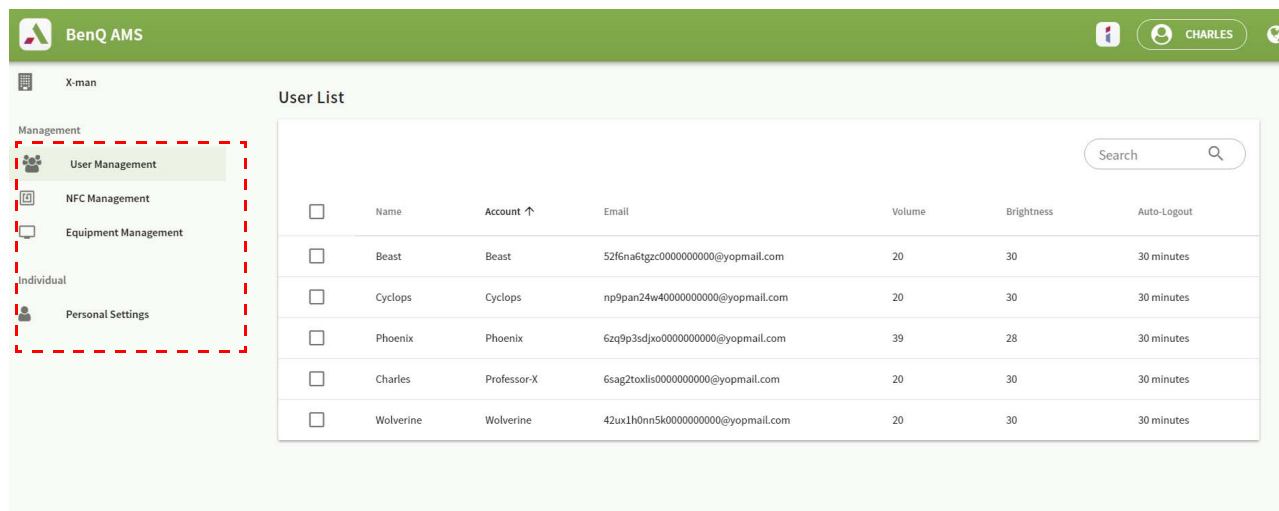 BenQ AMS
CHARLES
X-man
Management
User Management
NFC Management
Equipment Management
Individual
Personal Settings
User List
Search
Name Account Email Volume Brightness Auto-Logout
Beast Beast 52f6na6tgzc0000000000@yopmail.com 20 30 30 minutes
Cyclops Cyclops np9pan24w40000000000@yopmail.com 20 30 30 minutes
Phoenix Phoenix 6zq9p3sdjxo0000000000@yopmail.com 39 28 30 minutes
Charles Professor-X 6sag2toxlis0000000000@yopmail.com 20 30 30 minutes
Wolverine Wolverine 42ux1h0nn5k0000000000@yopmail.com 20 30 30 minutes